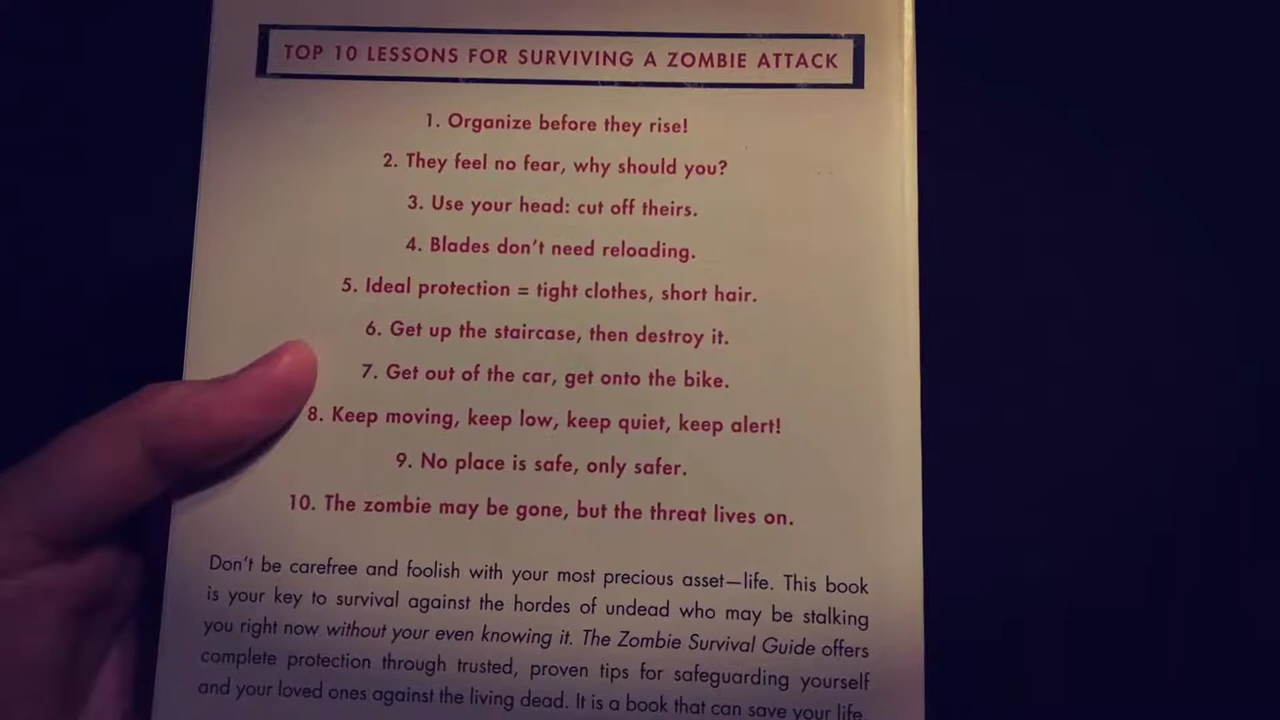 TOP 10 LESSONS FOR SURVIVING A ZOMBIE ATTACK
1. Organize before they rise!
2. They feel no fear, why should you?
3. Use your head: cut off theirs.
4. Blades don't need reloading.
5. Ideal protection = tight clothes, short hair.
6. Get up the staircase, then destroy it.
7. Get out of the car, get onto the bike.
8. Keep moving, keep low, keep quiet, keep alert!
9. No place is safe, only safer.
10. The zombie may be gone, but the threat lives on.
Don't be carefree and foolish with your most precious asset—life. This book
is your key to survival against the hordes of undead who may be stalking
you right now without your even knowing it. The Zombie Survival Guide offers
complete protection through trusted, proven tips for safeguarding yourself
and your loved ones against the living dead. It is a book that can save your life.